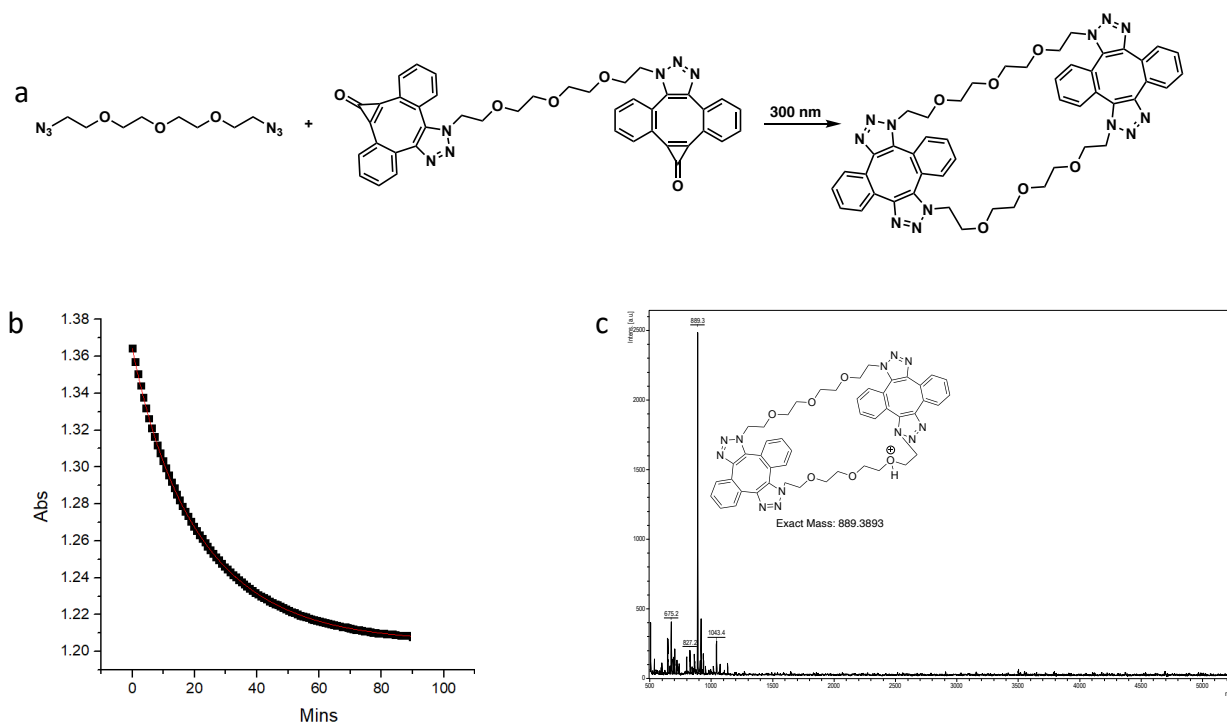 a
N₃
O
O
O
N₃
+
O
N
N
N
O
O
O
N
N
N
O
300 nm
N
N
N
O
O
O
N
N
N
N
N
N
O
O
O
N
N
N
b
Abs
1.38
1.36
1.34
1.32
1.30
1.28
1.26
1.24
1.22
1.20
0
20
40
60
80
100
Mins
c
Intens. [a.u.]
2500
2000
1500
1000
500
0
889.3
675.2
827.2
1043.4
N
N
N
O
O
O
N
N
N
N
N
N
O
O
O
⊕
H
N
N
N
Exact Mass: 889.3893
500
1000
1500
2000
2500
3000
3500
4000
4500
5000